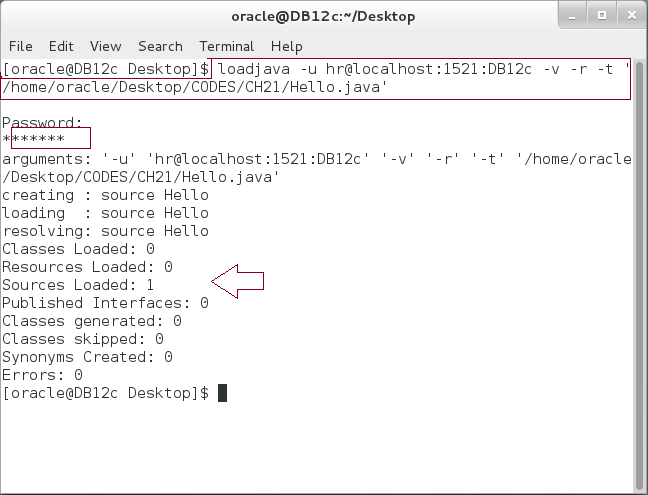 oracle@DB12c:~/Desktop
File Edit View Search Terminal Help
[oracle@DB12c Desktop]$ loadjava -u hr@localhost:1521:DB12c -v -r -t '
/home/oracle/Desktop/CODES/CH21/Hello.java'
Password:
*******
arguments: '-u' 'hr@localhost:1521:DB12c' '-v' '-r' '-t' '/home/oracle
/Desktop/CODES/CH21/Hello.java'
creating : source Hello
loading  : source Hello
resolving: source Hello
Classes Loaded: 0
Resources Loaded: 0
Sources Loaded: 1
Published Interfaces: 0
Classes generated: 0
Classes skipped: 0
Synonyms Created: 0
Errors: 0
[oracle@DB12c Desktop]$